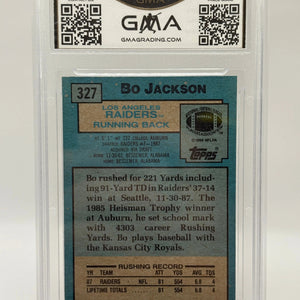 GMA
GMA
GMAGRADING.COM
327
BO JACKSON
LOS ANGELES
RAIDERS
RUNNING BACK
Topps
Bo rushed for 221 Yards includ-
ing 91-Yard TD in Raiders' 37-14
win at Seattle, 11-30-87. The
1985 Heisman Trophy winner
at Auburn, he set school mark
with 4303 career Rushing
Yards. Bo plays baseball with
the Kansas City Royals.
RUSHING RECORD
YR TEAM ATT YDS AVG TD
87 RAIDERS NFL 81 554 6.8 4
LIFETIME TOTALS 81 554 6.8 4